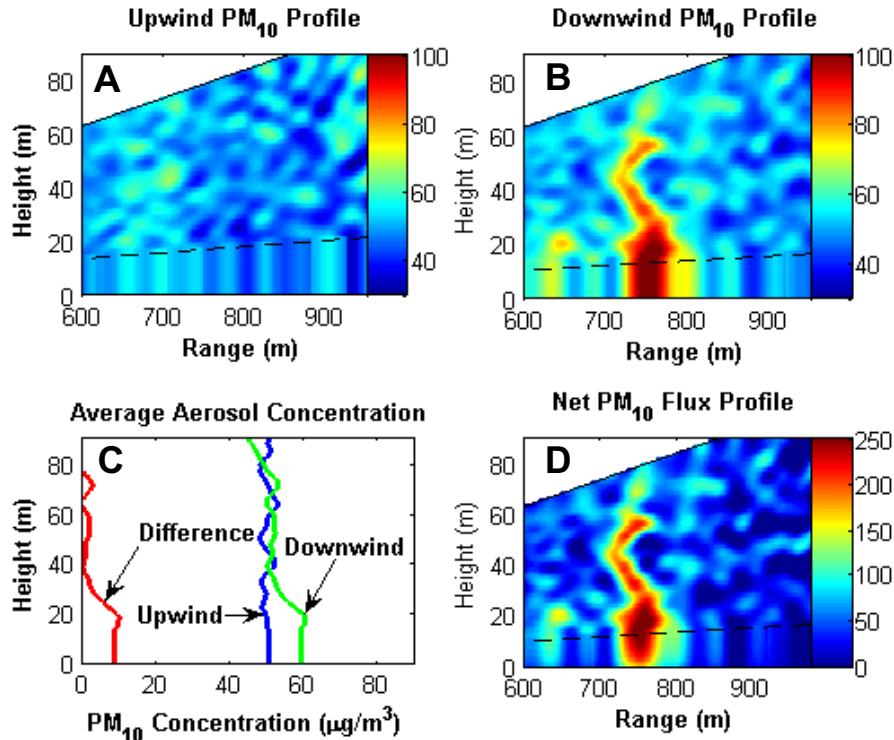 Upwind PM10 Profile
A
Height (m)
80
60
40
20
0
600 700 800 900
Range (m)
100
80
60
40
Downwind PM10 Profile
B
Height (m)
80
60
40
20
0
600 700 800 900
Range (m)
100
80
60
40
Average Aerosol Concentration
C
Height (m)
80
60
40
20
0
Difference
Downwind
Upwind
0 20 40 60 80
PM10 Concentration (µg/m³)
Net PM10 Flux Profile
D
Height (m)
80
60
40
20
0
600 700 800 900
Range (m)
250
200
150
100
50
0